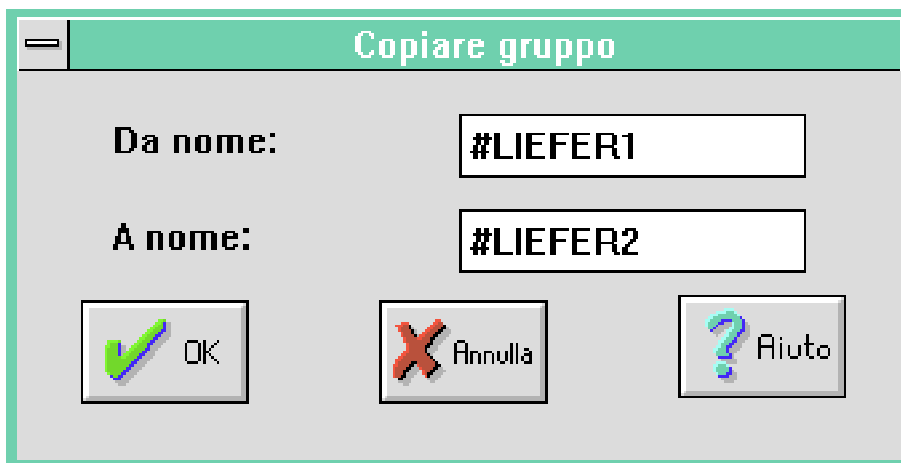 Copiare gruppo
Da nome: #LIEFER1
A nome: #LIEFER2
OK Annulla Aiuto